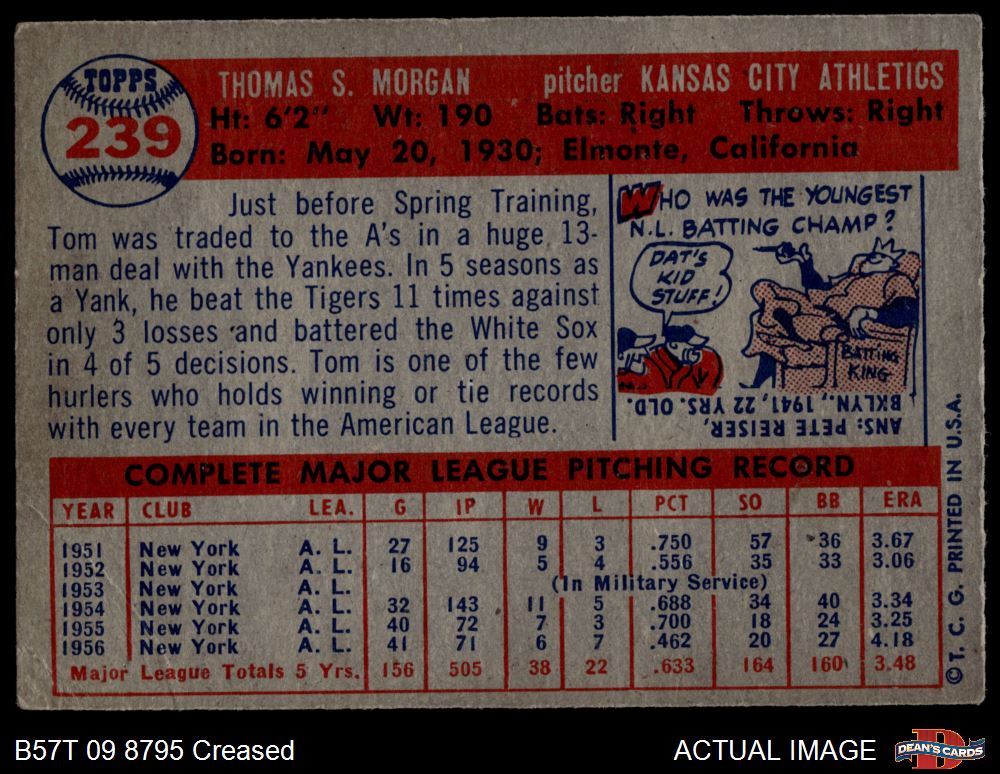 TOPPS
239
THOMAS S. MORGAN pitcher KANSAS CITY ATHLETICS
Ht: 6'2" Wt: 190 Bats: Right Throws: Right
Born: May 20, 1930; Elmonte, California
Just before Spring Training,
Tom was traded to the A's in a huge 13-
man deal with the Yankees. In 5 seasons as
a Yank, he beat the Tigers 11 times against
only 3 losses and battered the White Sox
in 4 of 5 decisions. Tom is one of the few
hurlers who holds winning or tie records
with every team in the American League.
WHO WAS THE YOUNGEST
N.L. BATTING CHAMP?
DAT'S
KID
STUFF!
BATTING
KING
ANS: PETE REISER,
BKLYN., 1941, 22 YRS. OLD.
COMPLETE MAJOR LEAGUE PITCHING RECORD
YEAR CLUB LEA. G IP W L PCT SO BB ERA
1951 New York A. L. 27 125 9 3 .750 57 36 3.67
1952 New York A. L. 16 94 5 4 .556 35 33 3.06
1953 New York A. L. (In Military Service)
1954 New York A. L. 32 143 11 5 .688 34 40 3.34
1955 New York A. L. 40 72 7 3 .700 18 24 3.25
1956 New York A. L. 41 71 6 7 .462 20 27 4.18
Major League Totals 5 Yrs. 156 505 38 22 .633 164 160 3.48
©T. C. G. PRINTED IN U.S.A.
B57T 09 8795 Creased
ACTUAL IMAGE
D
DEAN'S CARDS